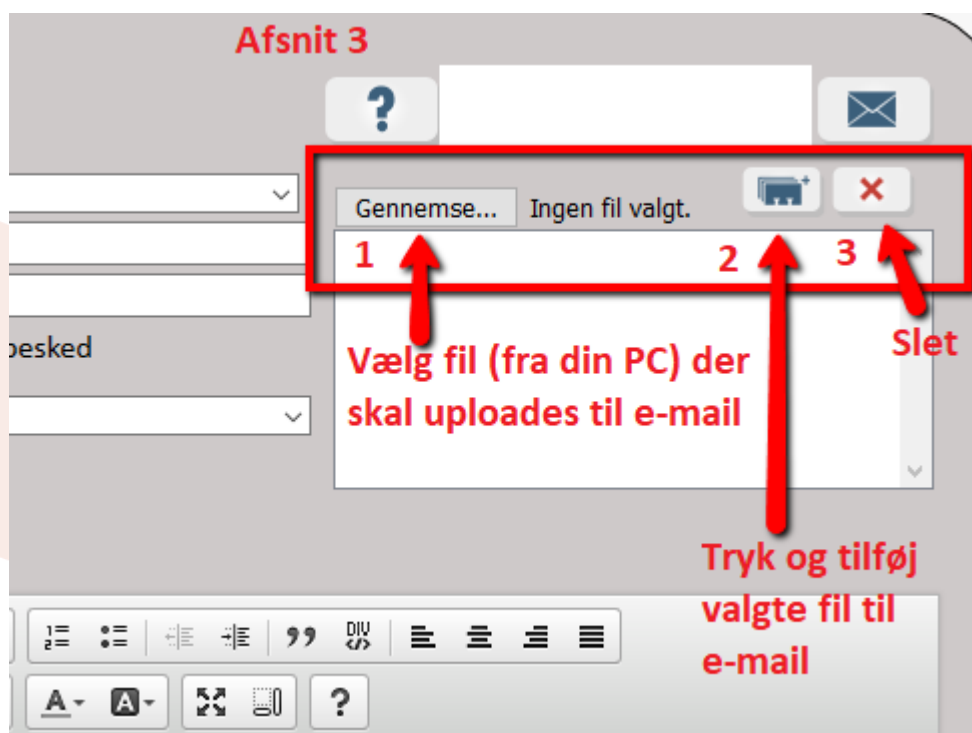 Afsnit 3
?
Gennemse... Ingen fil valgt.
1 2 3
besked
Slet
Vælg fil (fra din PC) der
skal uploades til e-mail
Tryk og tilføj
valgte fil til
e-mail
DIV
A A ?